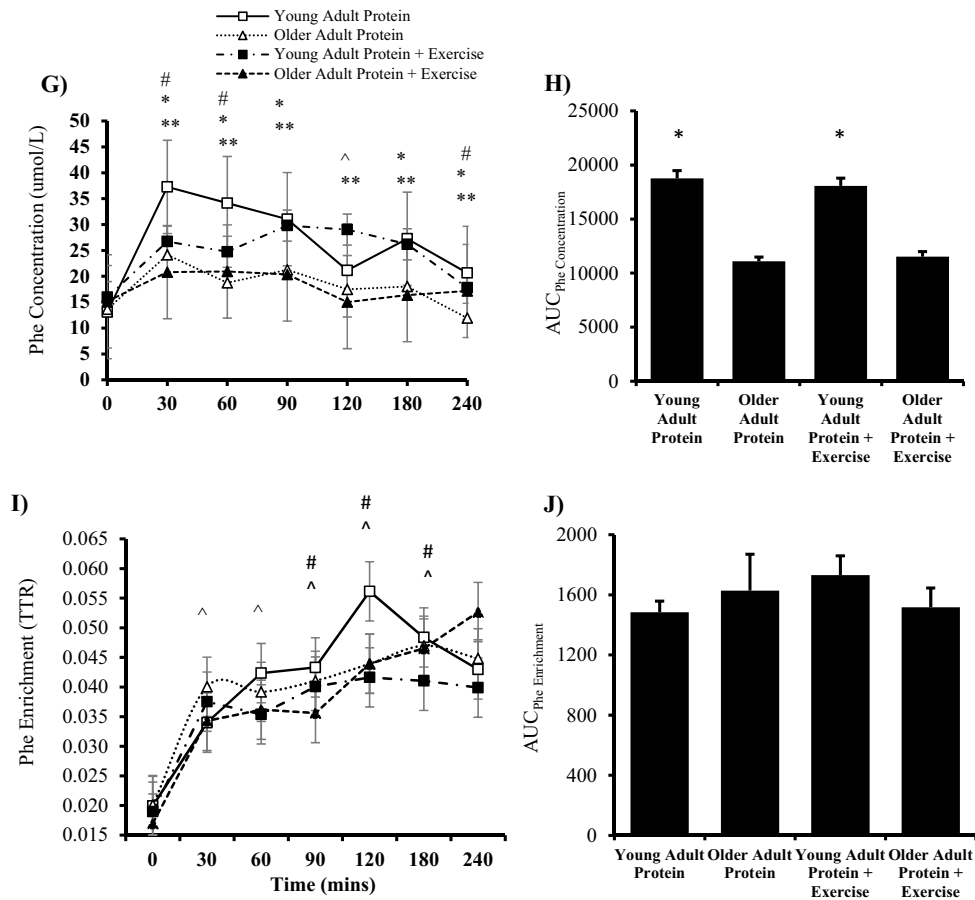 Young Adult Protein
Older Adult Protein
Young Adult Protein + Exercise
Older Adult Protein + Exercise
G)
# # * ^ * #
* * ** ** ** *
** ** **
Phe Concentration (umol/L)
50
45
40
35
30
25
20
15
10
5
0
0 30 60 90 120 180 240
H)
AUCPhe Concentration
25000
20000
15000
10000
5000
0
* *
Young Adult Protein
Older Adult Protein
Young Adult Protein + Exercise
Older Adult Protein + Exercise
I)
# # #
^ ^ ^ ^ ^
Phe Enrichment (TTR)
0.065
0.060
0.055
0.050
0.045
0.040
0.035
0.030
0.025
0.020
0.015
0 30 60 90 120 180 240
Time (mins)
J)
AUCPhe Enrichment
2000
1600
1200
800
400
0
Young Adult Protein
Older Adult Protein
Young Adult Protein + Exercise
Older Adult Protein + Exercise